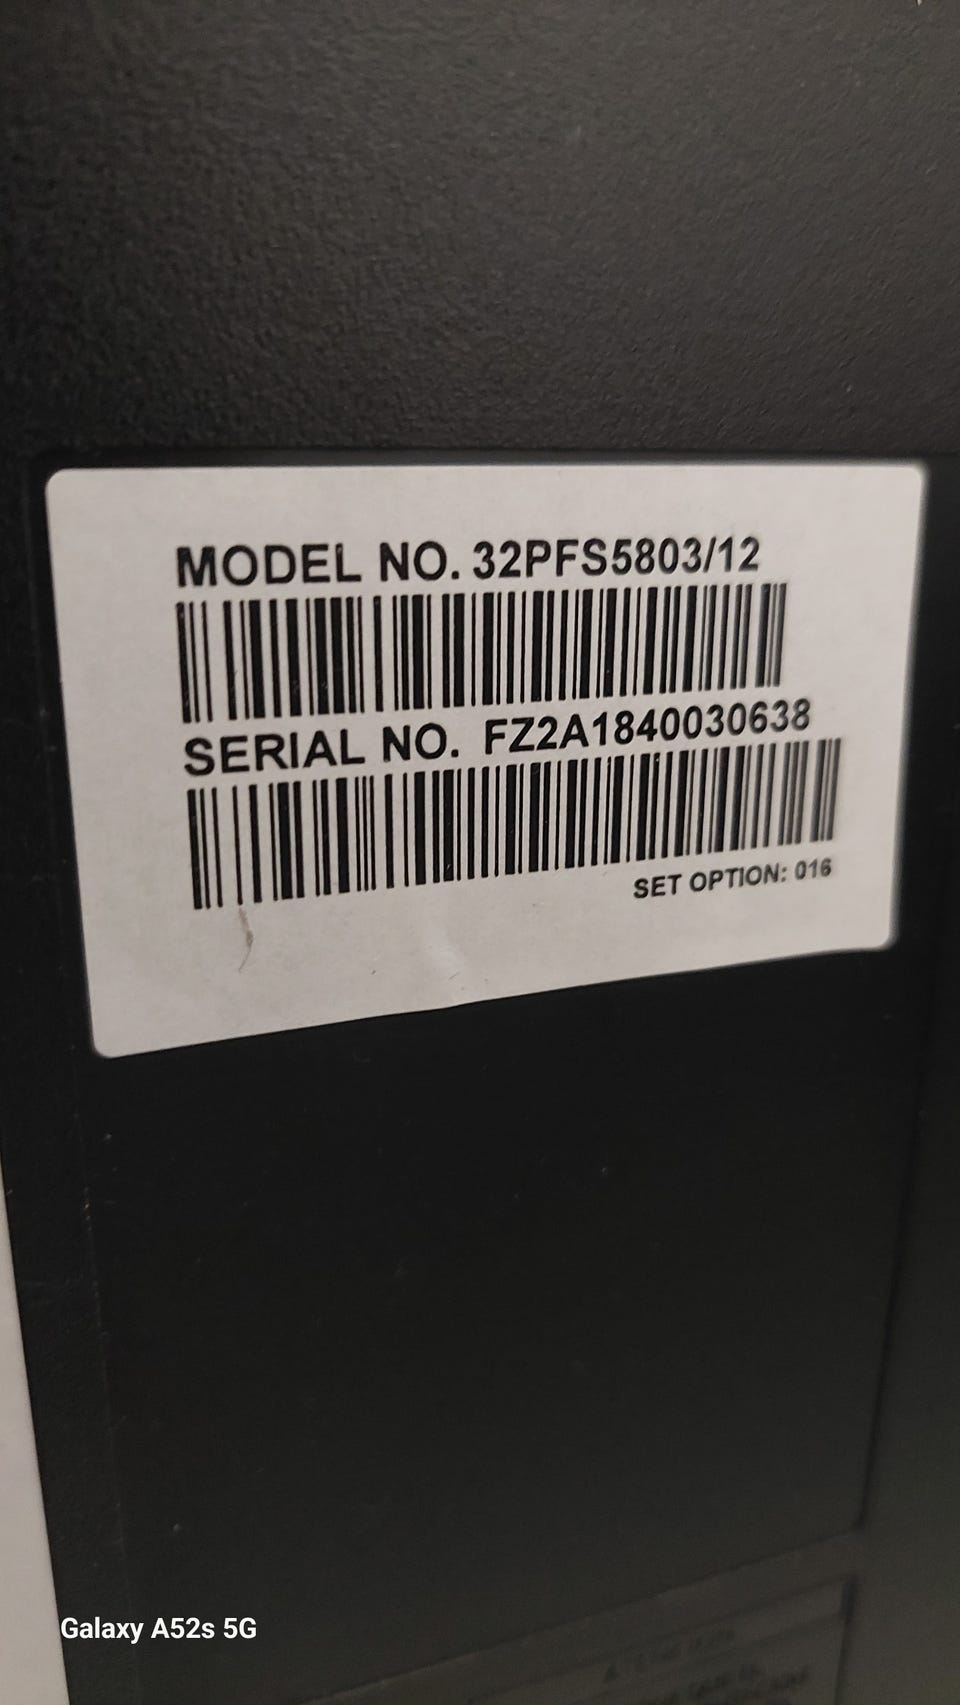 MODEL NO. 32PFS5803/12
SERIAL NO. FZ2A1840030638
SET OPTION: 016
Galaxy A52s 5G